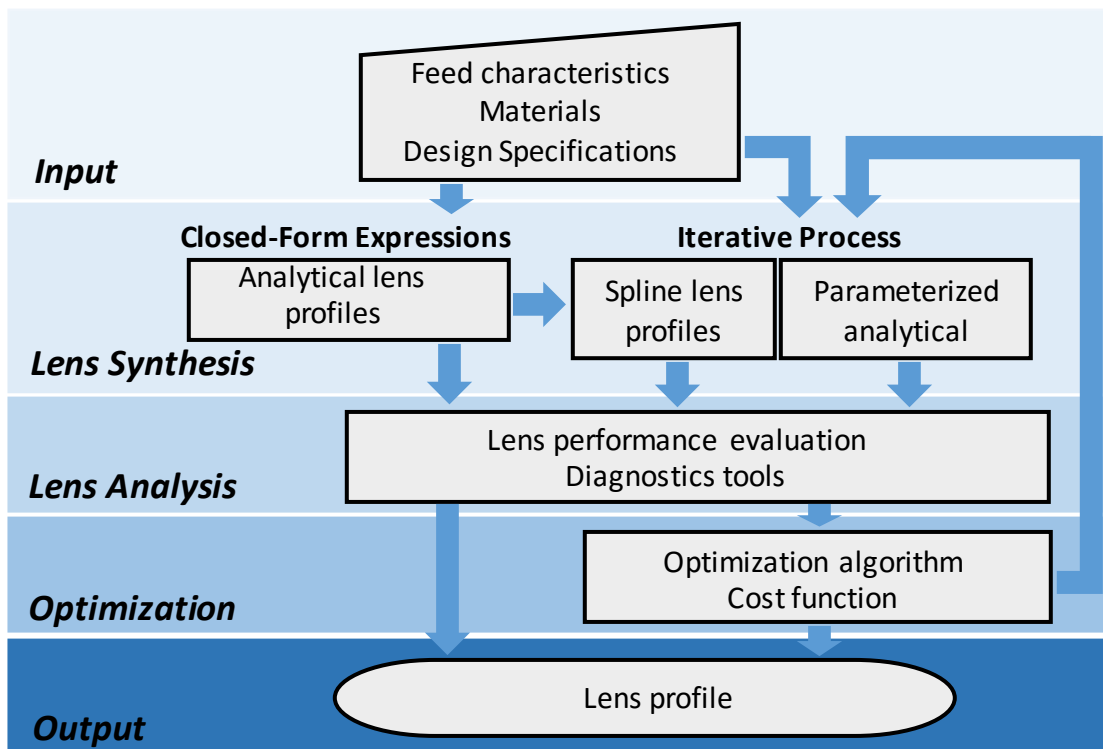 Feed characteristics
Materials
Design Specifications
Input
Closed-Form Expressions
Iterative Process
Analytical lens
profiles
Spline lens
profiles
Parameterized
analytical
Lens Synthesis
Lens performance evaluation
Diagnostics tools
Lens Analysis
Optimization algorithm
Cost function
Optimization
Lens profile
Output